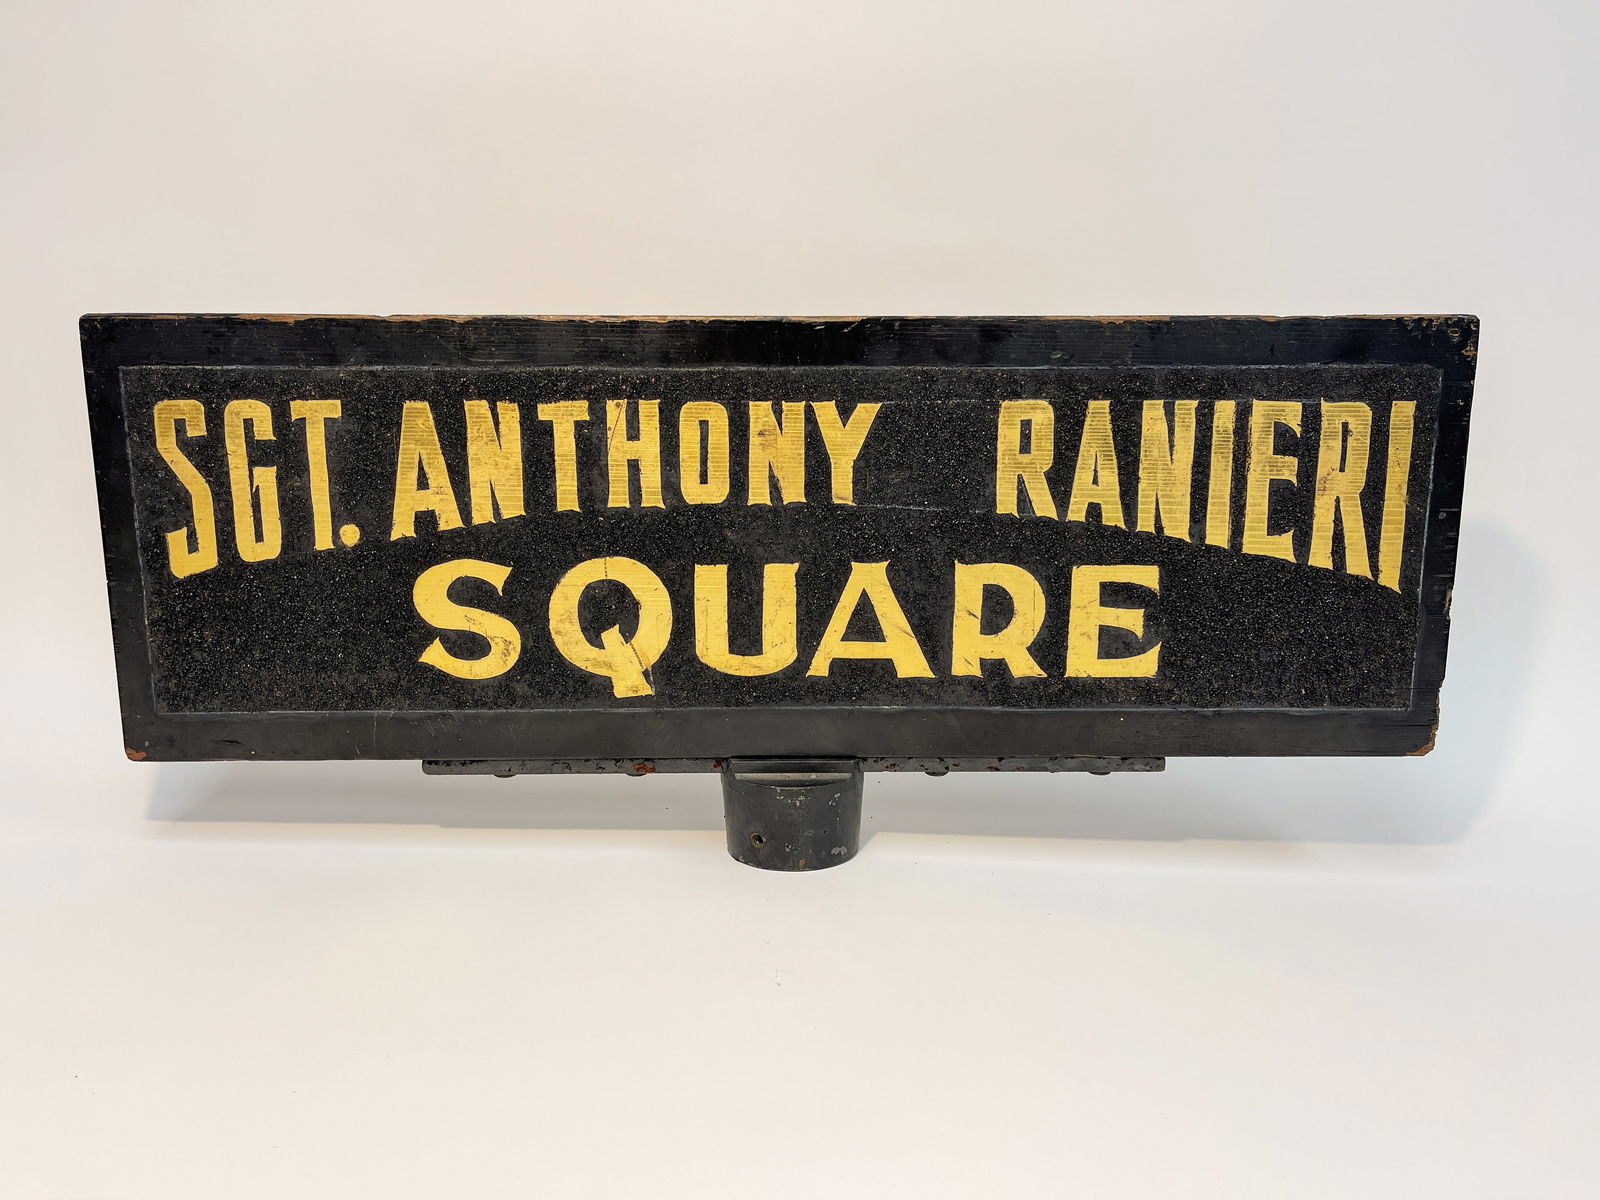 SGT. ANTHONY RANIERI
SQUARE